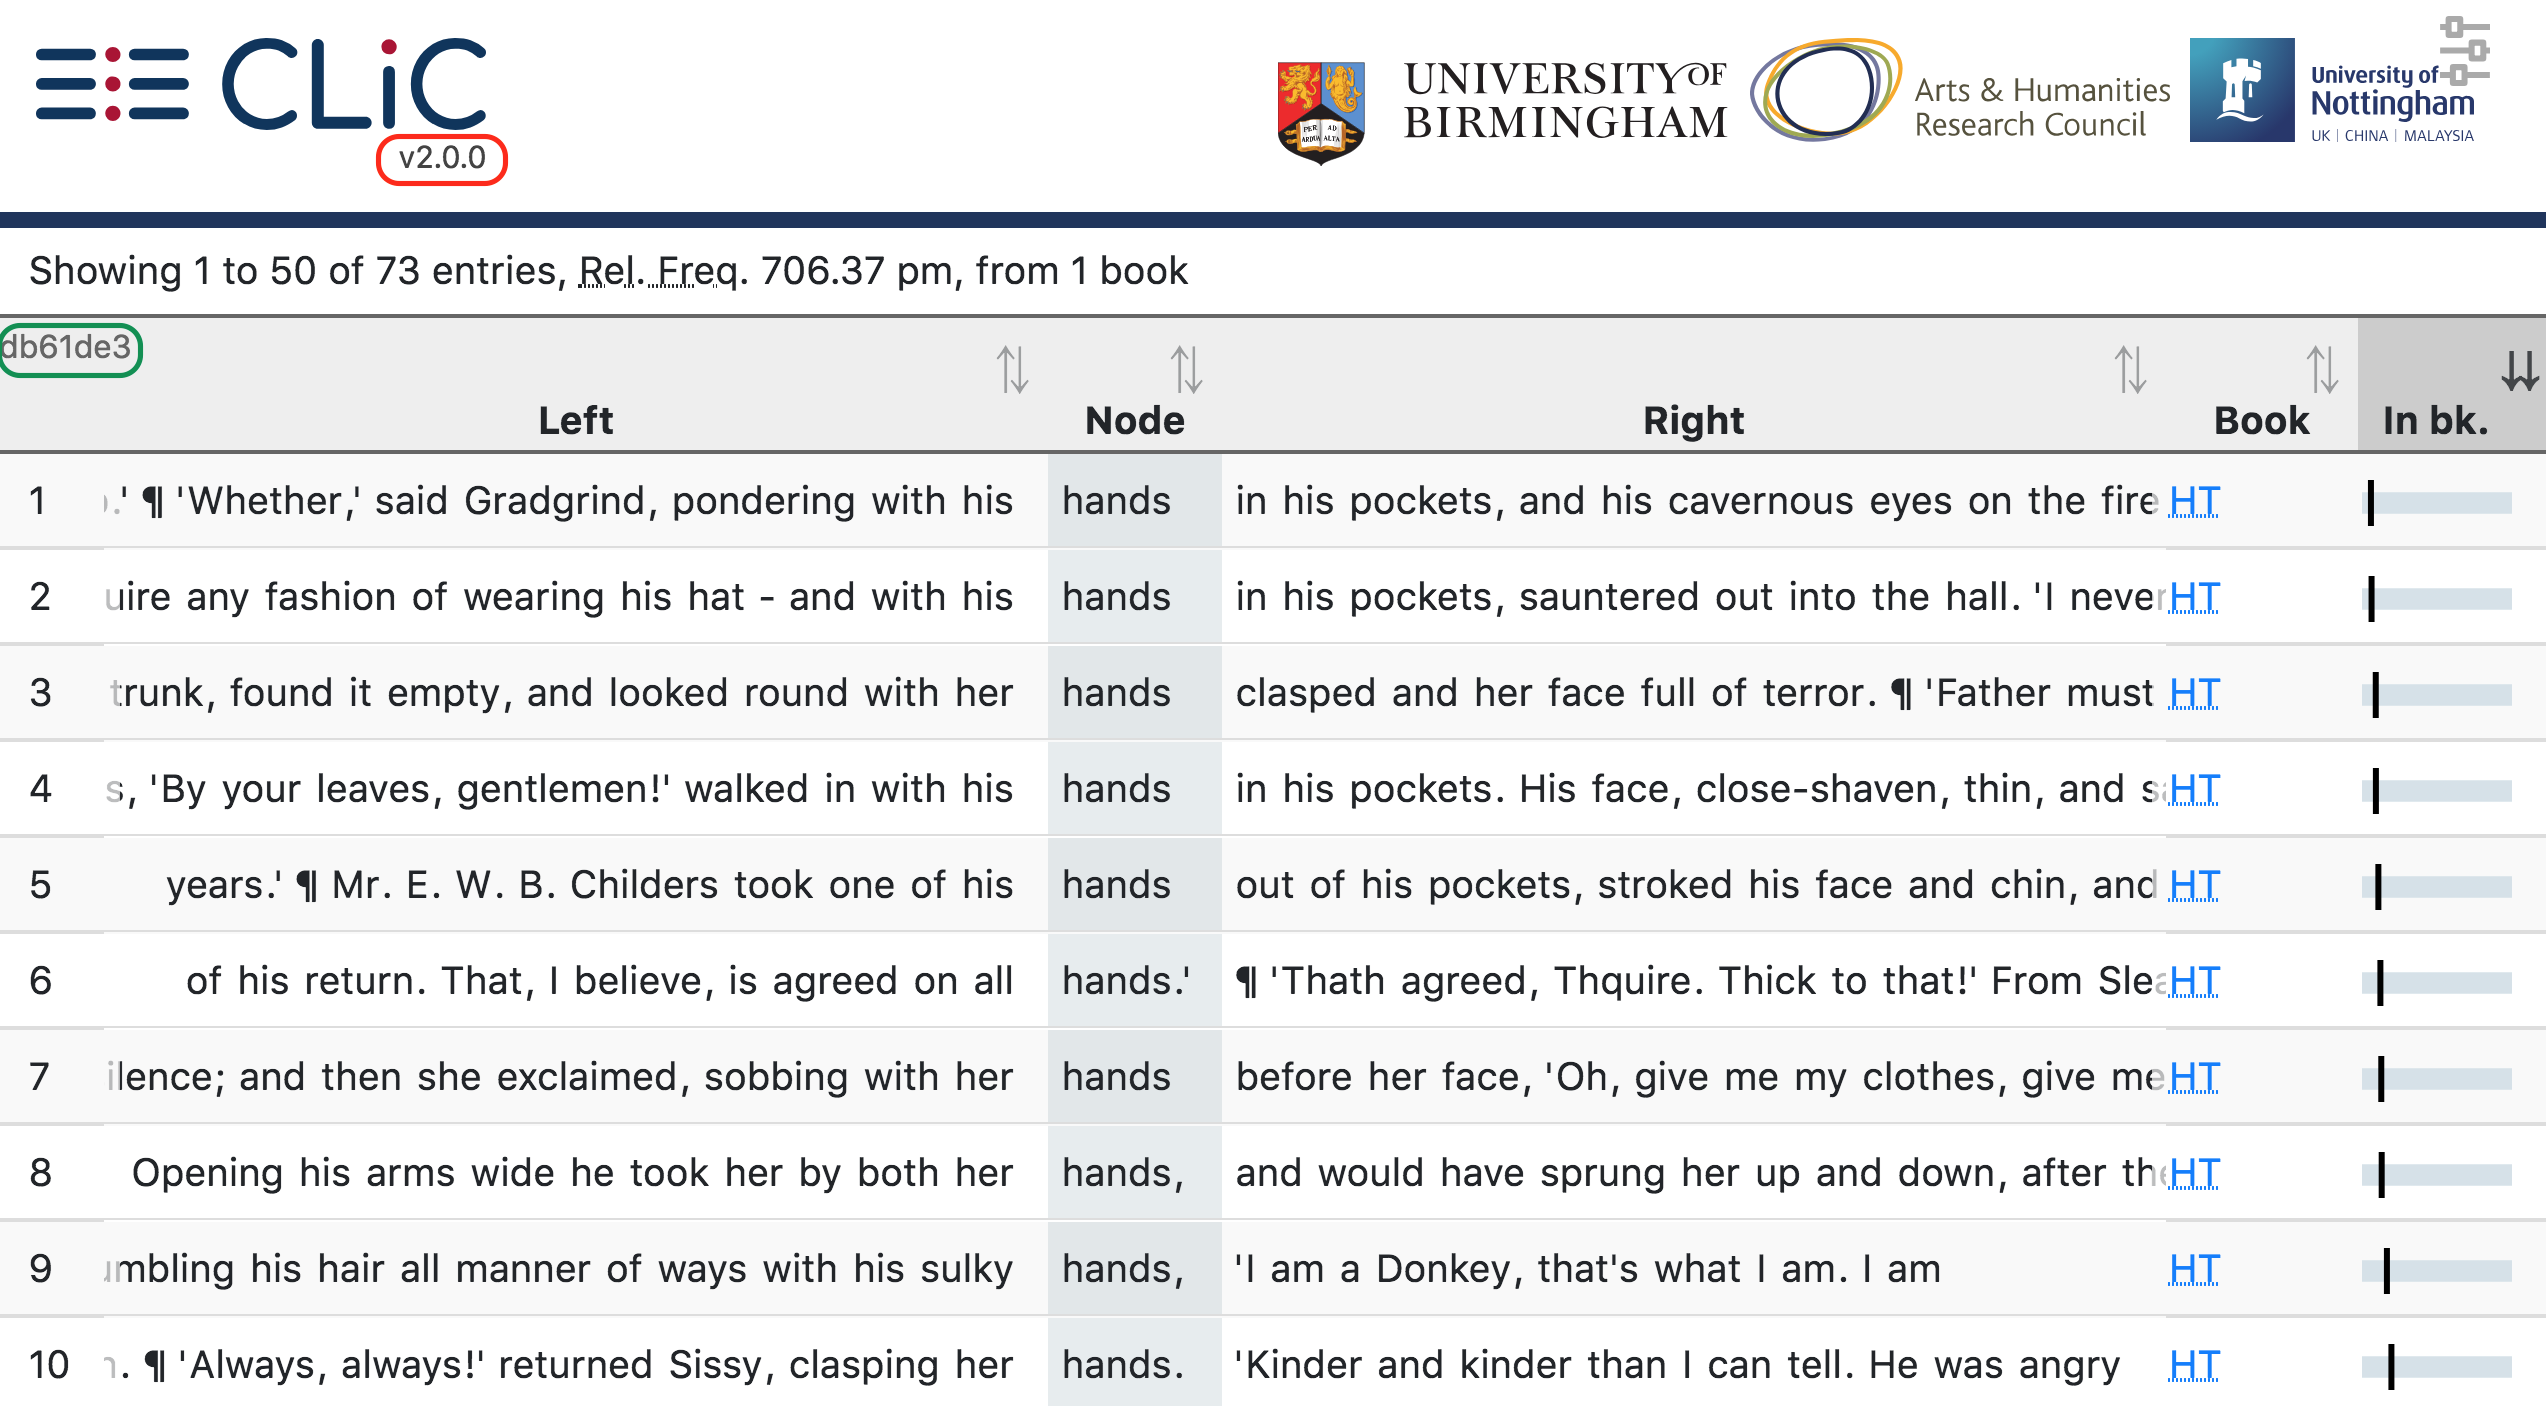 CLiC
v2.0.0
UNIVERSITY OF
BIRMINGHAM
PER AD
ARDUA ALTA
Arts & Humanities
Research Council
University of
Nottingham
UK | CHINA | MALAYSIA
Showing 1 to 50 of 73 entries, Rel. Freq. 706.37 pm, from 1 book
db61de3
Left Node Right Book In bk.
1 .' ¶ 'Whether,' said Gradgrind, pondering with his hands in his pockets, and his cavernous eyes on the fire HT
2 uire any fashion of wearing his hat - and with his hands in his pockets, sauntered out into the hall. 'I never HT
3 trunk, found it empty, and looked round with her hands clasped and her face full of terror. ¶ 'Father must HT
4 s, 'By your leaves, gentlemen!' walked in with his hands in his pockets. His face, close-shaven, thin, and sa HT
5 years.' ¶ Mr. E. W. B. Childers took one of his hands out of his pockets, stroked his face and chin, and HT
6 of his return. That, I believe, is agreed on all hands.' ¶ 'Thath agreed, Thquire. Thick to that!' From Slea HT
7 ilence; and then she exclaimed, sobbing with her hands before her face, 'Oh, give me my clothes, give me HT
8 Opening his arms wide he took her by both her hands, and would have sprung her up and down, after the HT
9 umbling his hair all manner of ways with his sulky hands, 'I am a Donkey, that's what I am. I am HT
10 . ¶ 'Always, always!' returned Sissy, clasping her hands. 'Kinder and kinder than I can tell. He was angry HT